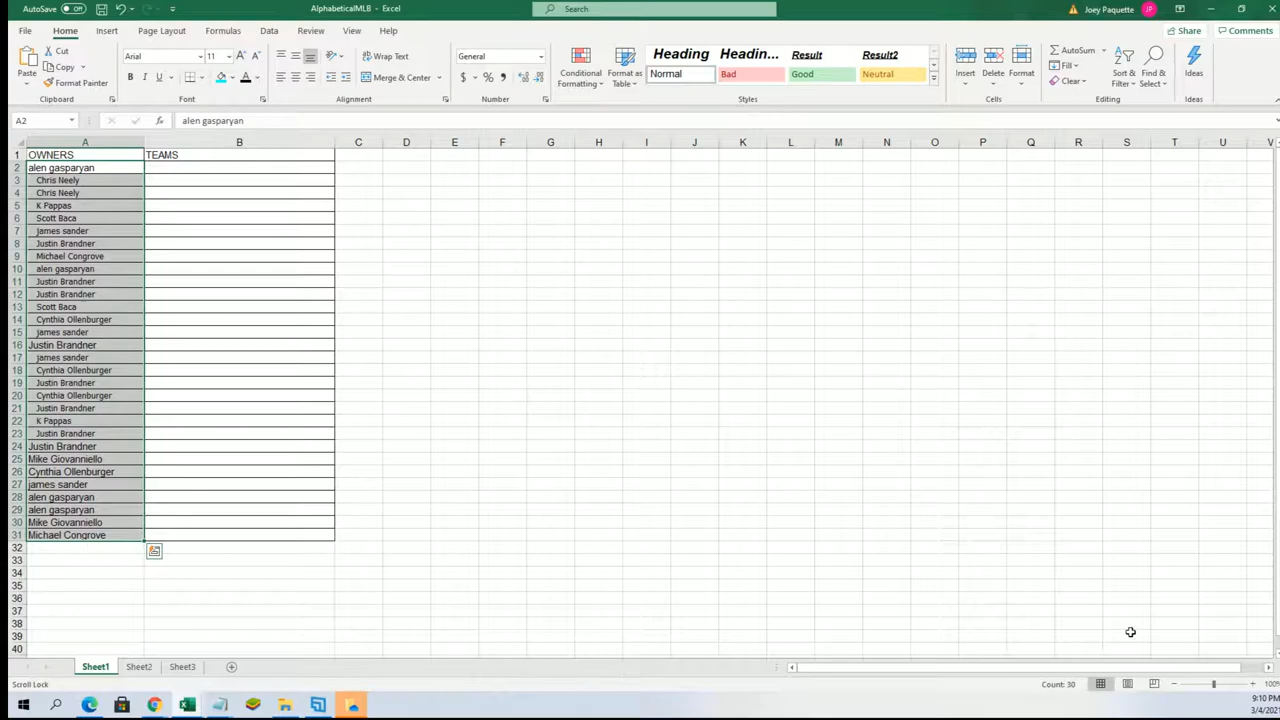 AutoSave Off AlphabeticalMLB - Excel Search Joey Paquette JP
File Home Insert Page Layout Formulas Data Review View Help Share Comments
Paste Cut Copy Format Painter Clipboard
Arial 11 Font
Wrap Text Merge & Center Alignment
General Number
Conditional Formatting Format as Table
Heading Headin... Result Result2
Normal Bad Good Neutral
Styles
Insert Delete Format Cells
AutoSum Fill Clear Sort & Filter Find & Select Editing
Ideas Ideas
A2 fx alen gasparyan
A B C D E F G H I J K L M N O P Q R S T U V
1 OWNERS TEAMS
2 alen gasparyan
3 Chris Neely
4 Chris Neely
5 K Pappas
6 Scott Baca
7 james sander
8 Justin Brandner
9 Michael Congrove
10 alen gasparyan
11 Justin Brandner
12 Justin Brandner
13 Scott Baca
14 Cynthia Ollenburger
15 james sander
16 Justin Brandner
17 james sander
18 Cynthia Ollenburger
19 Justin Brandner
20 Cynthia Ollenburger
21 Justin Brandner
22 K Pappas
23 Justin Brandner
24 Justin Brandner
25 Mike Giovanniello
26 Cynthia Ollenburger
27 james sander
28 alen gasparyan
29 alen gasparyan
30 Mike Giovanniello
31 Michael Congrove
32
33
34
35
36
37
38
39
40
Sheet1 Sheet2 Sheet3
Scroll Lock Count: 30 100%
9:10 PM
3/4/2021